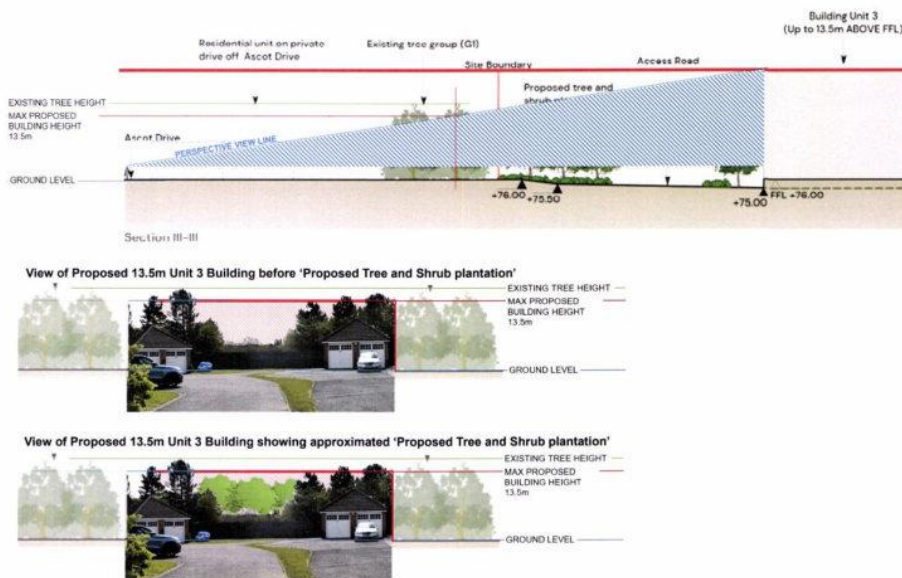 Building Unit 3
(Up to 13.5m ABOVE FFL)
Residential unit on private
drive off Ascot Drive
Existing tree group (G1)
Site Boundary
Access Road
Proposed tree and
shrub
EXISTING TREE HEIGHT
MAX PROPOSED
BUILDING HEIGHT
13.5m
Ascot Drive
PERSPECTIVE VIEW LINE
GROUND LEVEL
+76.00
+75.50
+75.00
FFL +76.00
Section III-III
View of Proposed 13.5m Unit 3 Building before 'Proposed Tree and Shrub plantation'
EXISTING TREE HEIGHT
MAX PROPOSED
BUILDING HEIGHT
13.5m
GROUND LEVEL
View of Proposed 13.5m Unit 3 Building showing approximated 'Proposed Tree and Shrub plantation'
EXISTING TREE HEIGHT
MAX PROPOSED
BUILDING HEIGHT
13.5m
GROUND LEVEL